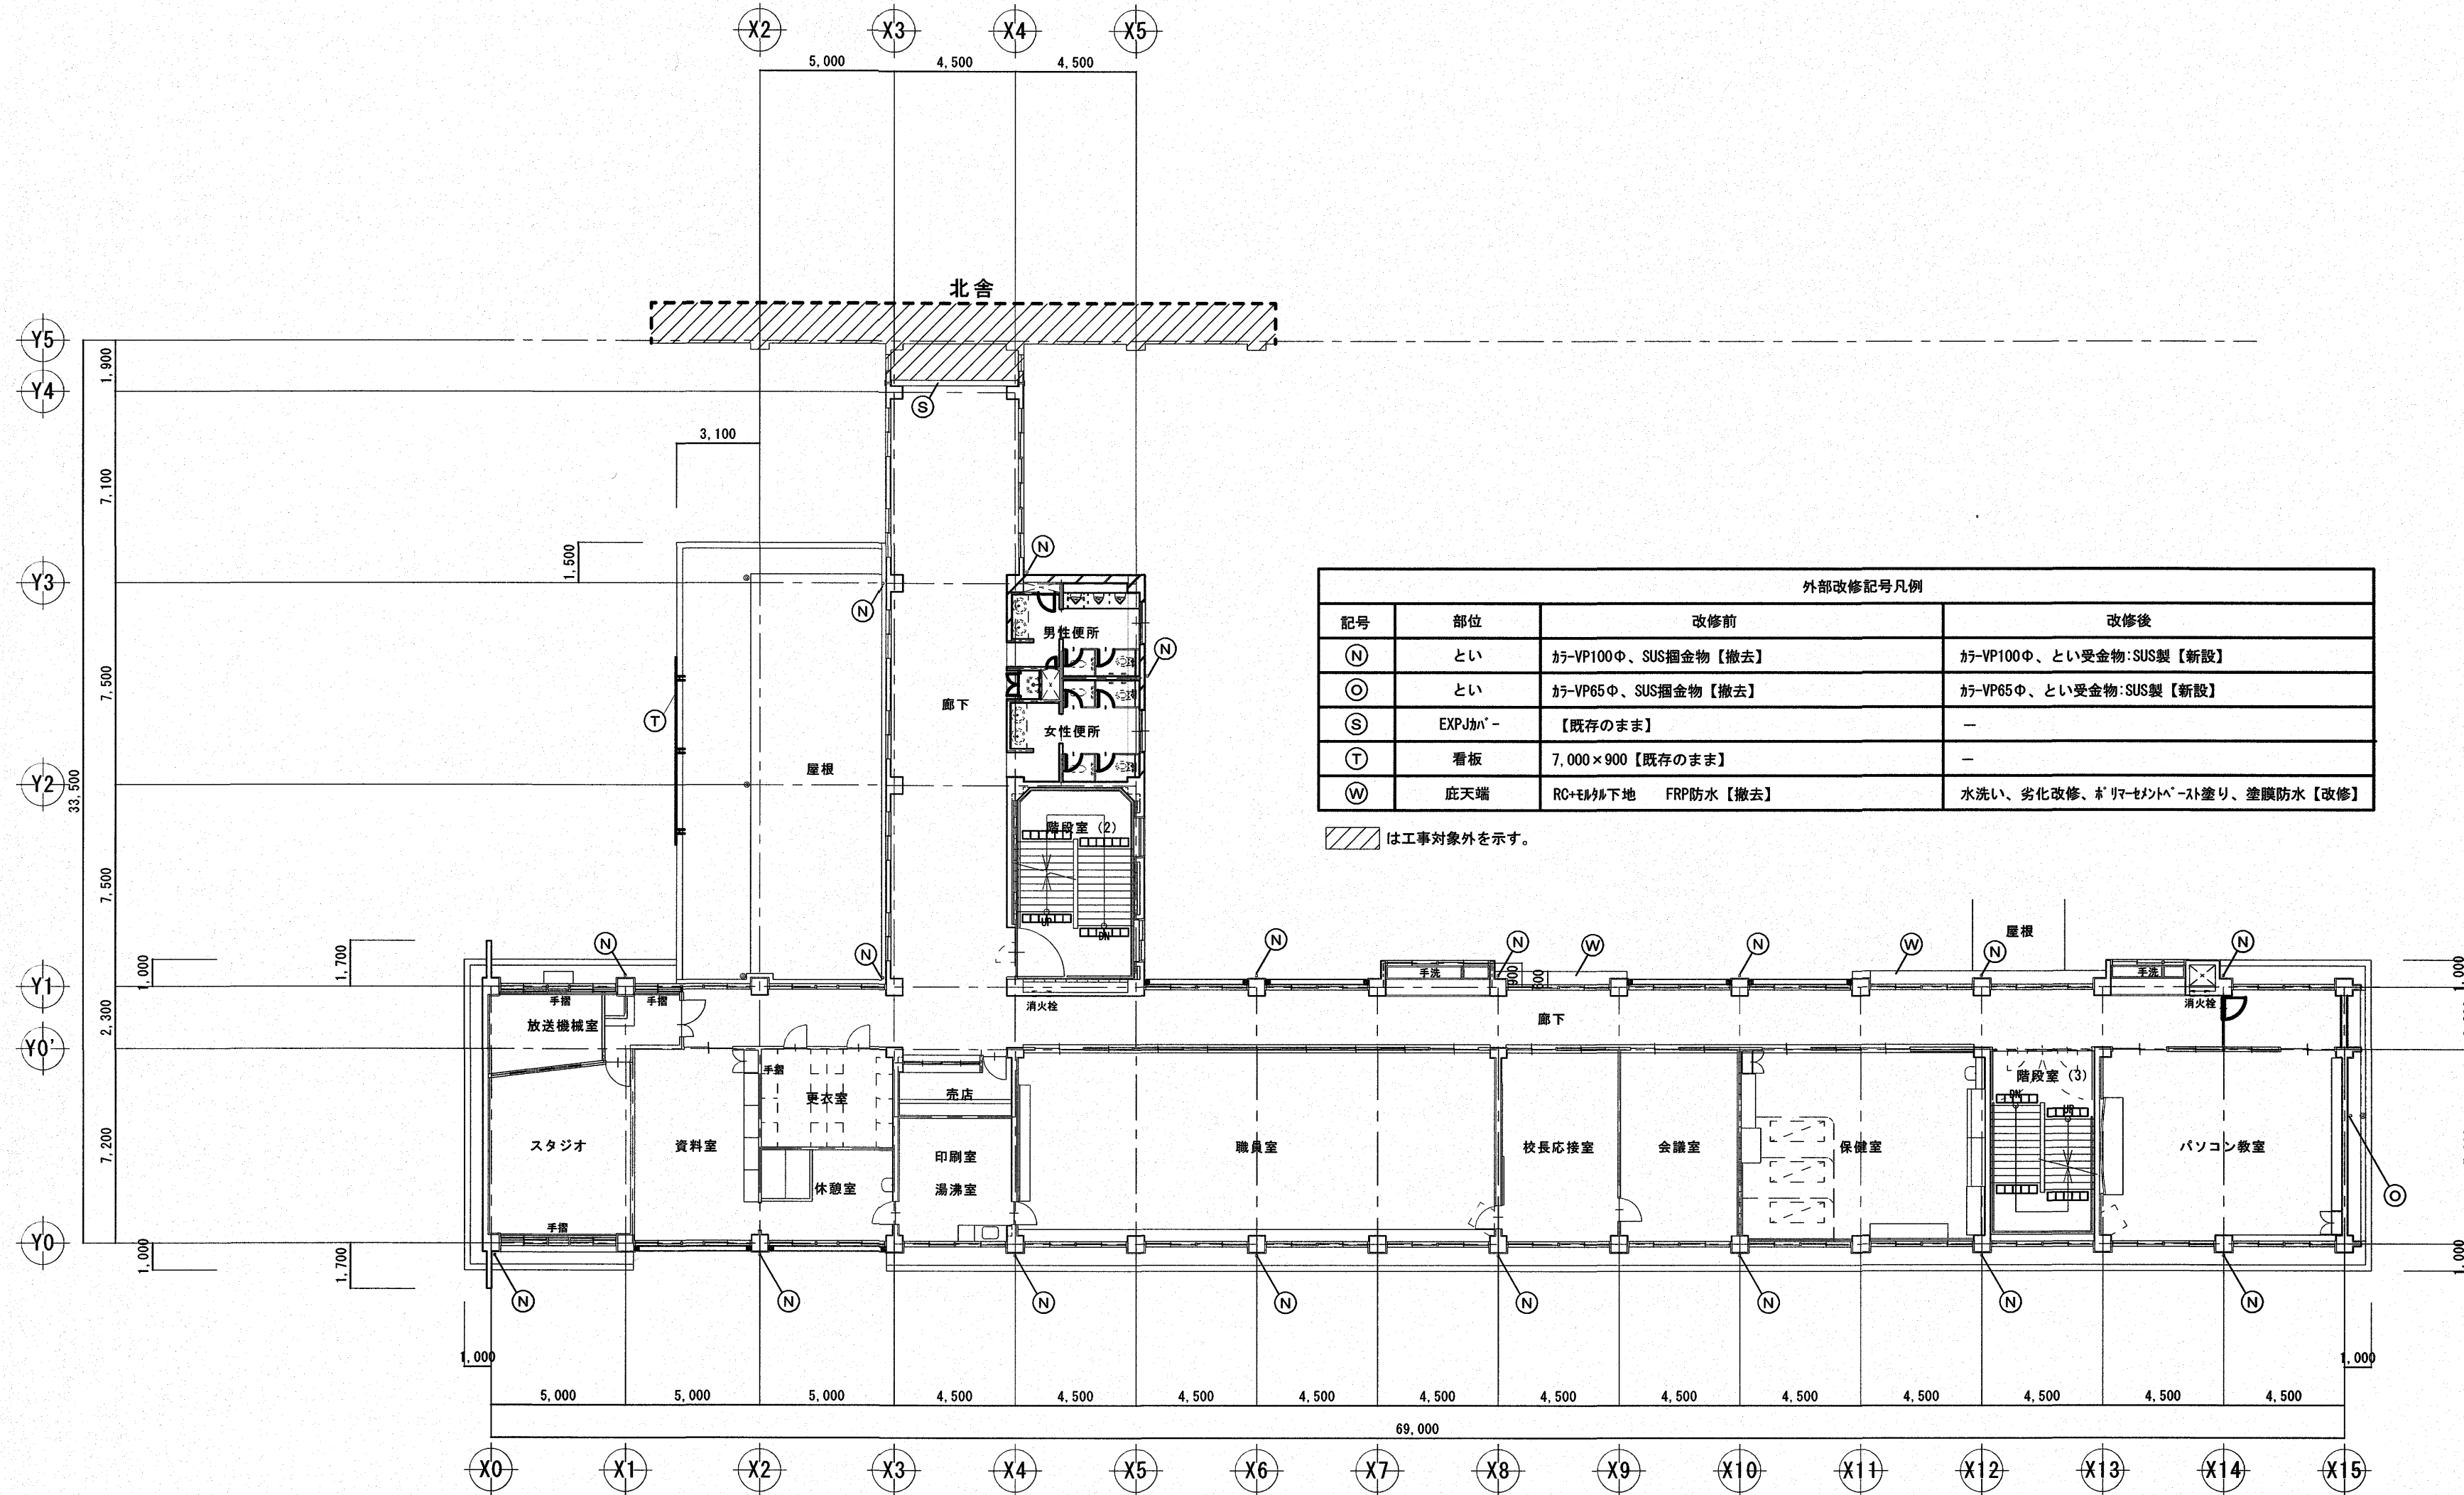 X2 X3 X4 X5
5,000 4,500 4,500
北舎
Y5
1,900
Y4
S
3,100
7,100
1,500
Y3
N
N
男性便所
N
7,500
廊下
T
女性便所
屋根
Y2
33,500
階段室 (2)
UP
DN
7,500
外部改修記号凡例
記号 部位 改修前 改修後
N とい ｶﾗｰVP100Φ、SUS掴金物【撤去】 ｶﾗｰVP100Φ、とい受金物:SUS製【新設】
O とい ｶﾗｰVP65Φ、SUS掴金物【撤去】 ｶﾗｰVP65Φ、とい受金物:SUS製【新設】
S EXPJｶﾊﾞｰ 【既存のまま】 ―
T 看板 7,000×900【既存のまま】 ―
W 庇天端 RC+ﾓﾙﾀﾙ下地 FRP防水【撤去】 水洗い、劣化改修、ﾎﾟﾘﾏｰｾﾒﾝﾄﾍﾟｰｽﾄ塗り、塗膜防水【改修】
は工事対象外を示す。
屋根
N N N N W N W N N
1,000 1,700 900 600 1,000
Y1
手洗 手洗
手摺 手摺 消火栓 消火栓
放送機械室
廊下
2,300
Y0'
手摺
更衣室
売店
階段室 (3)
DN UP
7,200
スタジオ 資料室 休憩室 印刷室
湯沸室
職員室 校長応接室 会議室 保健室 パソコン教室
O
手摺
Y0
1,000 1,700 1,000
N N N N N N N N
1,000 1,000
5,000 5,000 5,000 4,500 4,500 4,500 4,500 4,500 4,500 4,500 4,500 4,500 4,500 4,500 4,500
69,000
X0 X1 X2 X3 X4 X5 X6 X7 X8 X9 X10 X11 X12 X13 X14 X15